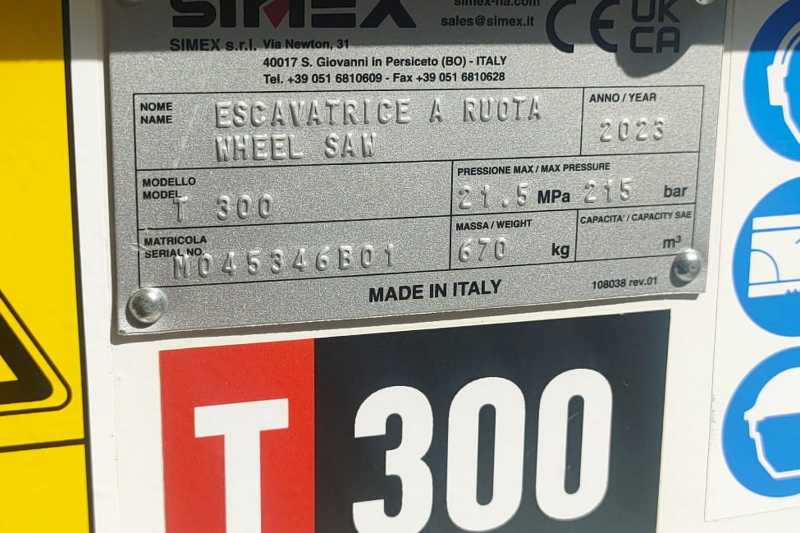 SIMEX
simex-na.com
sales@simex.it
CE UK CA
SIMEX s.r.l. Via Newton, 31
40017 S. Giovanni in Persiceto (BO) - ITALY
Tel. +39 051 6810609 - Fax +39 051 6810628
NOME
NAME
ESCAVATRICE A RUOTA
WHEEL SAW
ANNO / YEAR
2023
MODELLO
MODEL
T 300
PRESSIONE MAX / MAX PRESSURE
21.5 MPa 215 bar
MATRICOLA
SERIAL NO.
M045346B01
MASSA / WEIGHT
670 kg
CAPACITA' / CAPACITY SAE
m³
MADE IN ITALY
108038 rev.01
T 300